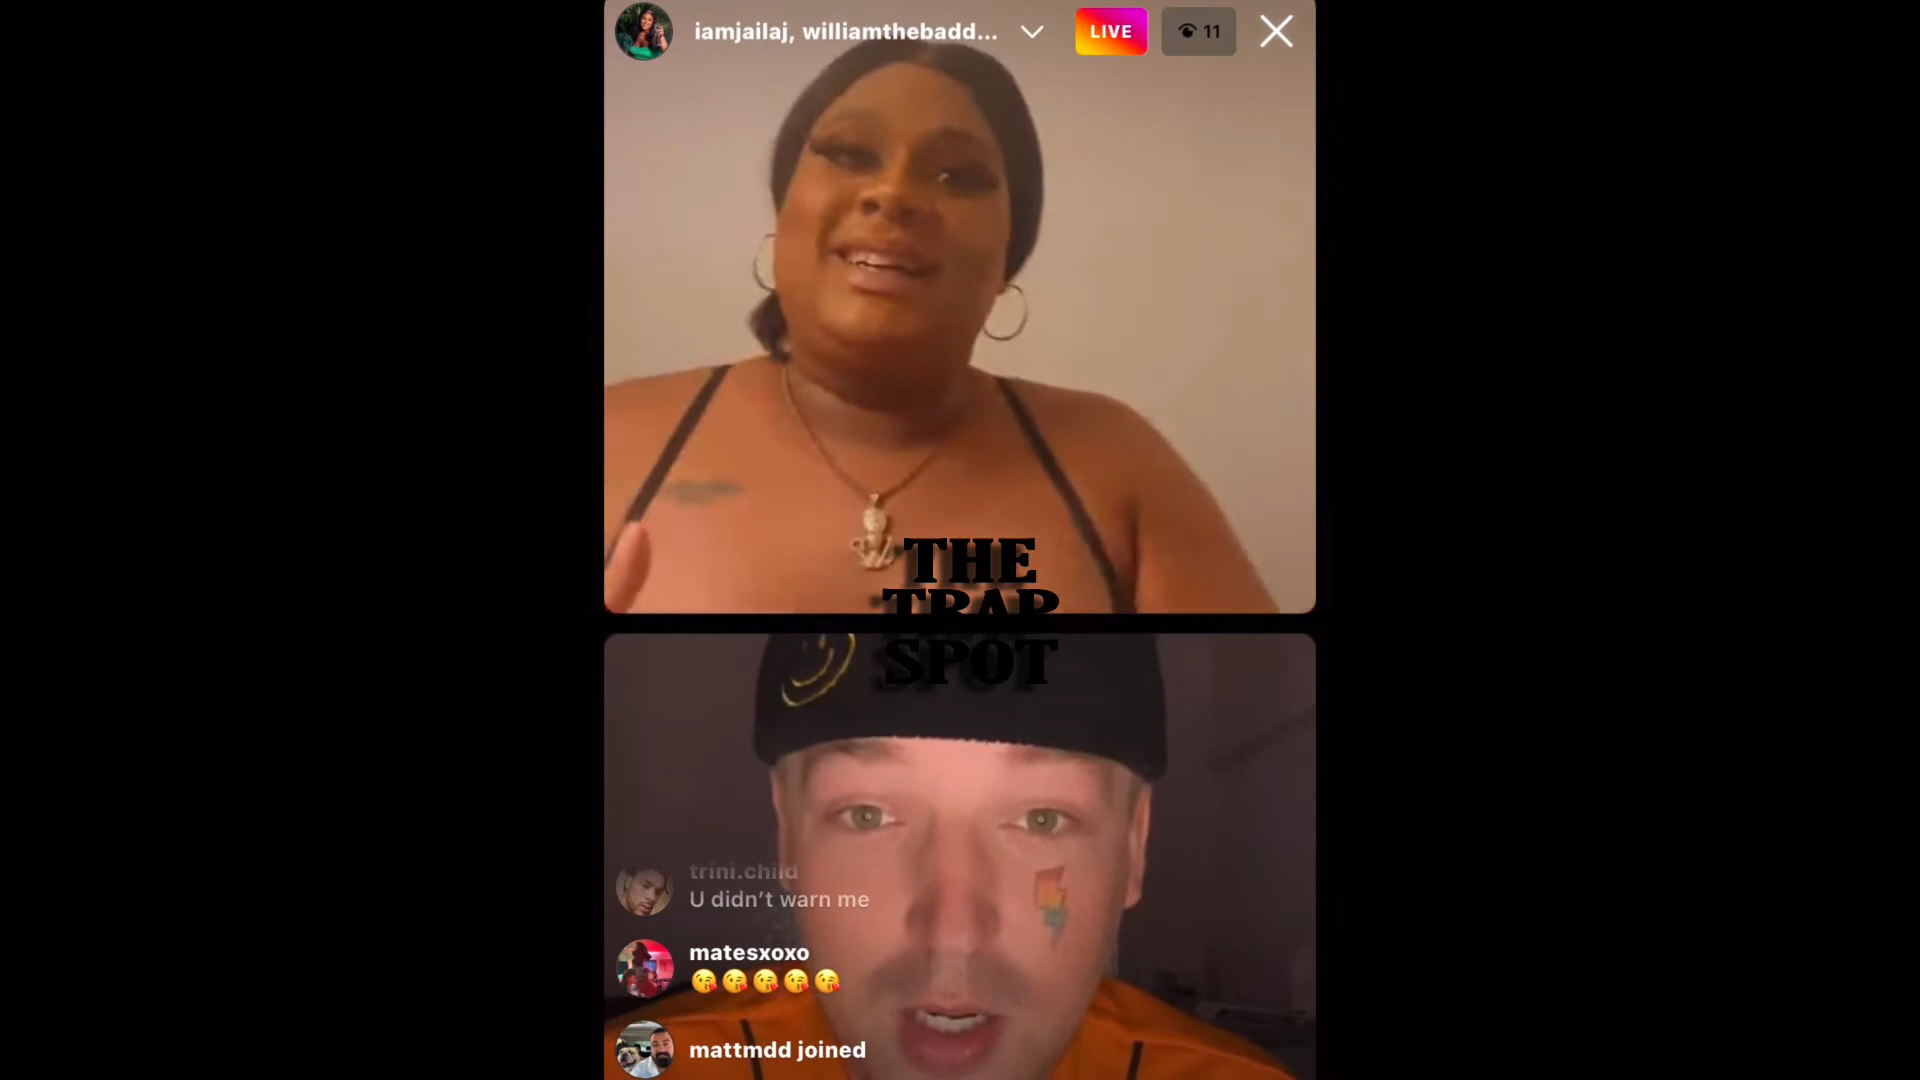 iamjailaj, williamthebadd...
LIVE
11
THE
TRAP
SPOT
trini.child
U didn’t warn me
matesxoxo
😘😘😘😘😘
mattmdd joined